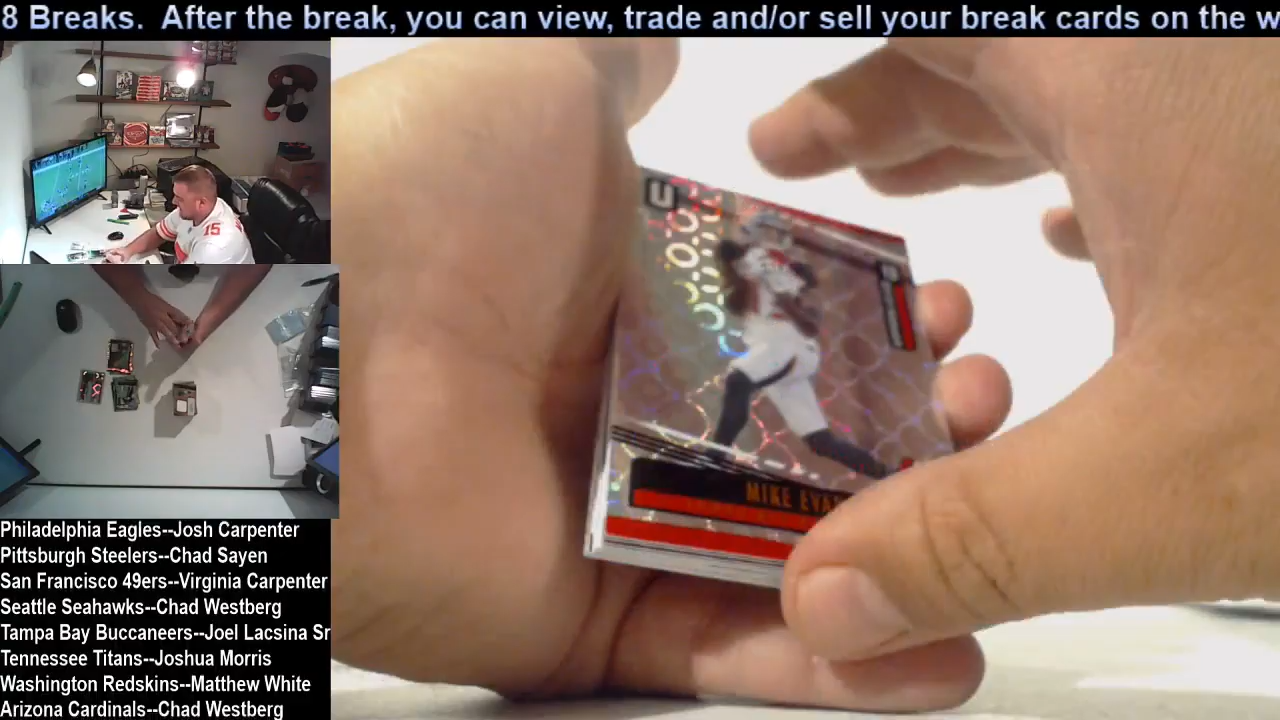 8 Breaks.  After the break, you can view, trade and/or sell your break cards on the w
15
MIKE EVA
Philadelphia Eagles--Josh Carpenter
Pittsburgh Steelers--Chad Sayen
San Francisco 49ers--Virginia Carpenter
Seattle Seahawks--Chad Westberg
Tampa Bay Buccaneers--Joel Lacsina Sr
Tennessee Titans--Joshua Morris
Washington Redskins--Matthew White
Arizona Cardinals--Chad Westberg